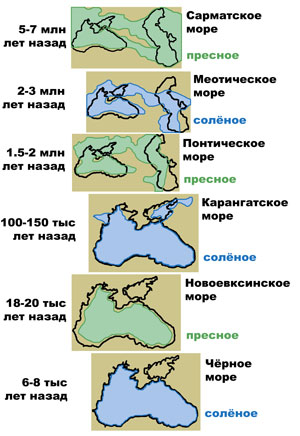 5-7 млн
лет назад
Сарматское
море
пресное
2-3 млн
лет назад
Меотическое
море
солёное
1.5-2 млн
лет назад
Понтическое
море
пресное
100-150 тыс
лет назад
Карангатское
море
солёное
18-20 тыс
лет назад
Новоевксинское
море
пресное
6-8 тыс
лет назад
Чёрное
море
солёное